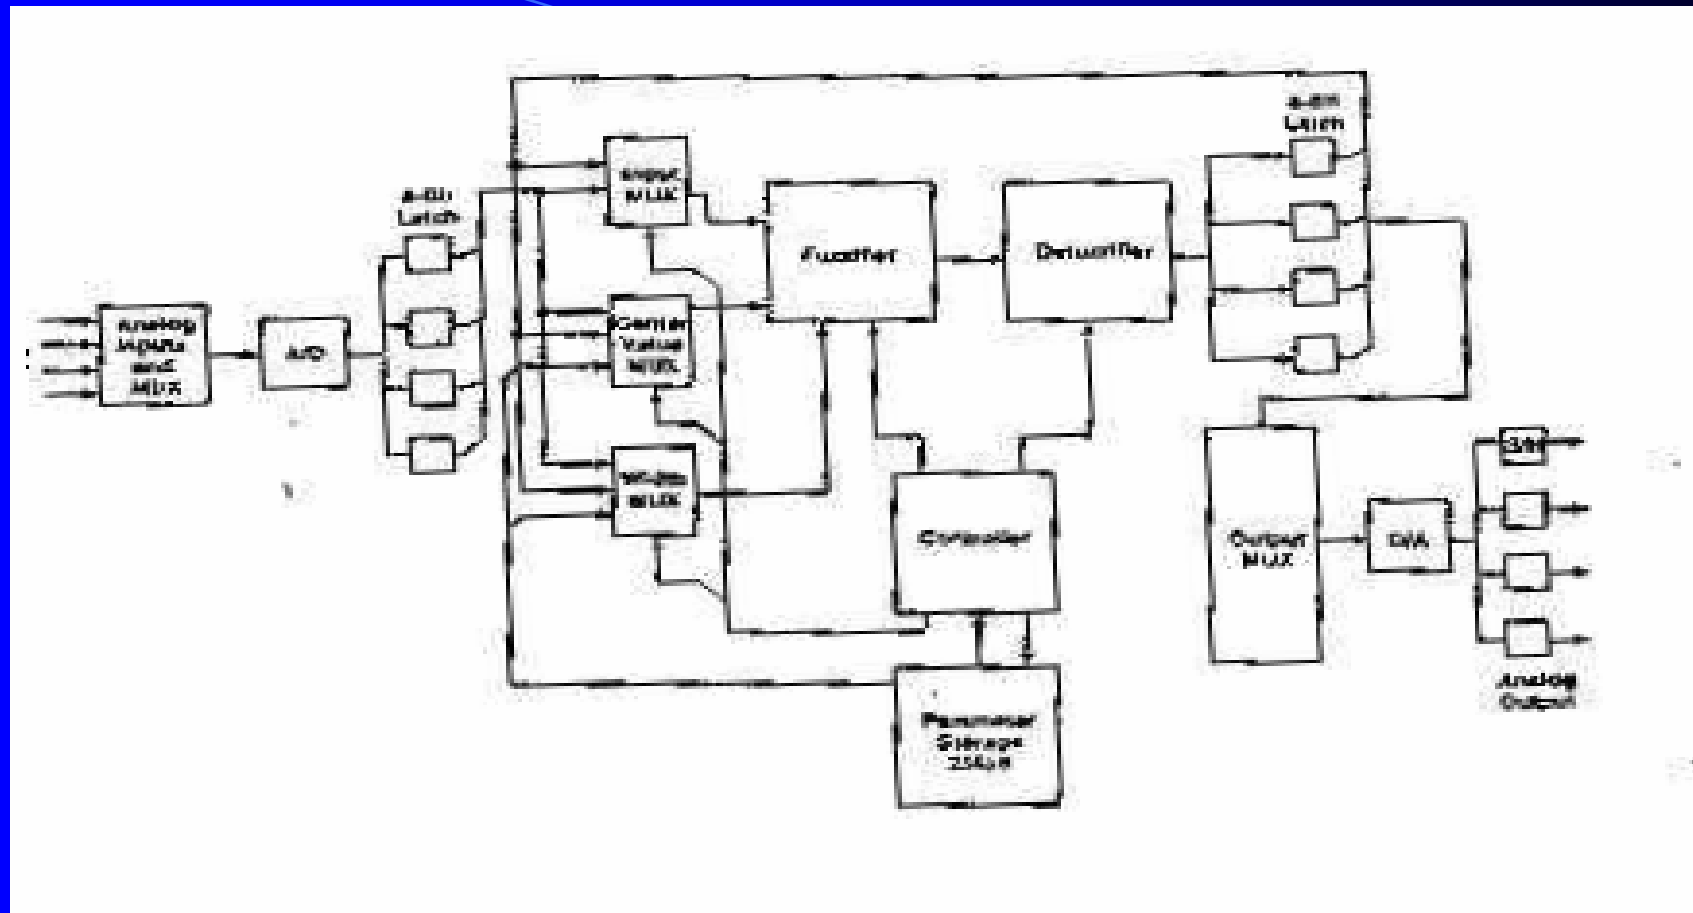 8-Bit
Latch
Analog
Inputs
and
MUX
A/D
Input
MUX
Center
Value
MUX
MUX
Fuzzifier
Defuzzifier
8-Bit
Latch
Controller
Parameter
Storage
Output
MUX
D/A
S/H
Analog
Output